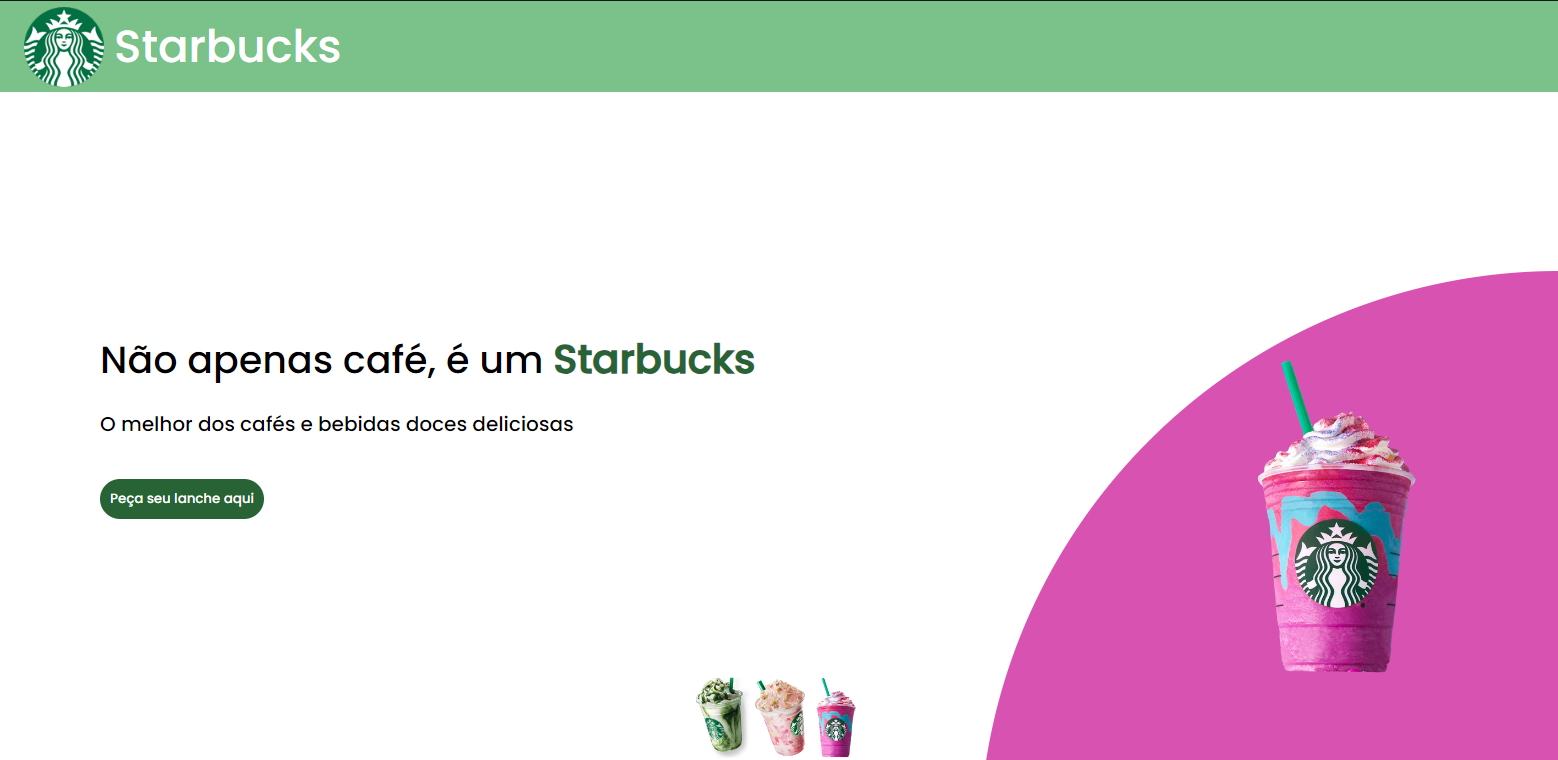 Starbucks
Não apenas café, é um Starbucks
O melhor dos cafés e bebidas doces deliciosas
Peça seu lanche aqui